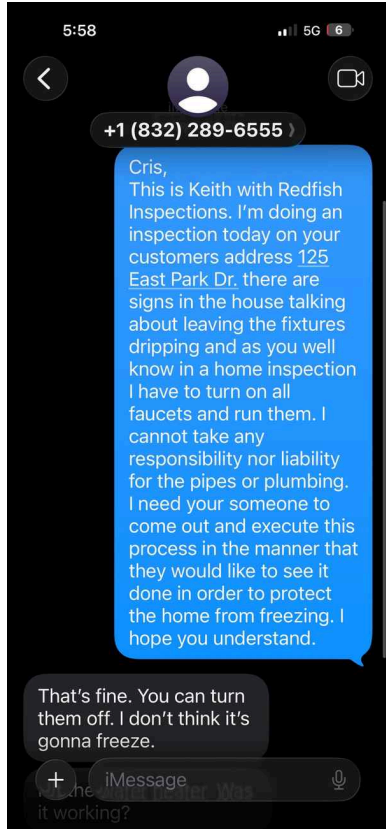 5:58
5G 6
+1 (832) 289-6555
Cris,
This is Keith with Redfish
Inspections. I'm doing an
inspection today on your
customers address 125
East Park Dr. there are
signs in the house talking
about leaving the fixtures
dripping and as you well
know in a home inspection
I have to turn on all
faucets and run them. I
cannot take any
responsibility nor liability
for the pipes or plumbing.
I need your someone to
come out and execute this
process in the manner that
they would like to see it
done in order to protect
the home from freezing. I
hope you understand.
That's fine. You can turn
them off. I don't think it's
gonna freeze.
iMessage
Was
it working?